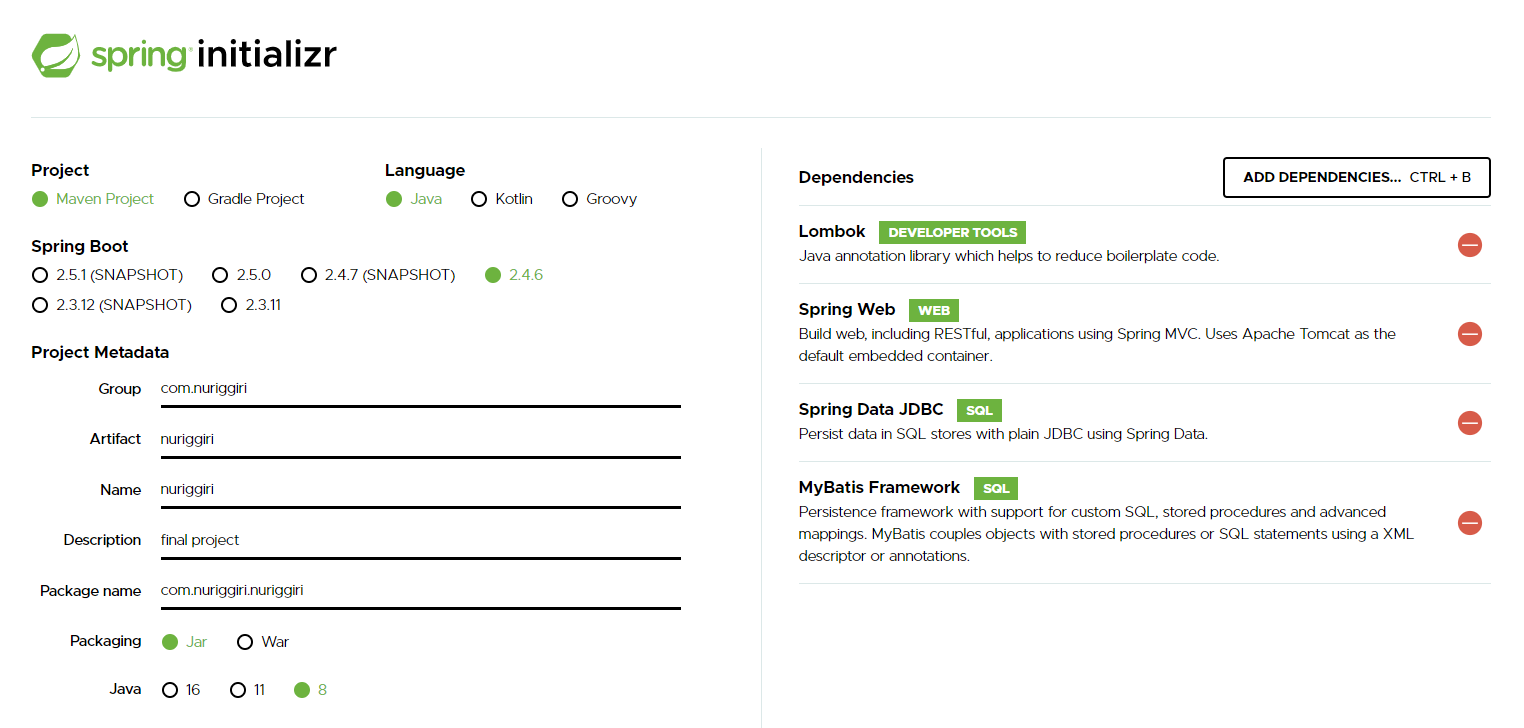 spring initializr
Project
Maven Project Gradle Project
Language
Java Kotlin Groovy
Spring Boot
2.5.1 (SNAPSHOT) 2.5.0 2.4.7 (SNAPSHOT) 2.4.6
2.3.12 (SNAPSHOT) 2.3.11
Project Metadata
Group com.nuriggiri
Artifact nuriggiri
Name nuriggiri
Description final project
Package name com.nuriggiri.nuriggiri
Packaging Jar War
Java 16 11 8
Dependencies
ADD DEPENDENCIES... CTRL + B
Lombok DEVELOPER TOOLS
Java annotation library which helps to reduce boilerplate code.
Spring Web WEB
Build web, including RESTful, applications using Spring MVC. Uses Apache Tomcat as the
default embedded container.
Spring Data JDBC SQL
Persist data in SQL stores with plain JDBC using Spring Data.
MyBatis Framework SQL
Persistence framework with support for custom SQL, stored procedures and advanced
mappings. MyBatis couples objects with stored procedures or SQL statements using a XML
descriptor or annotations.